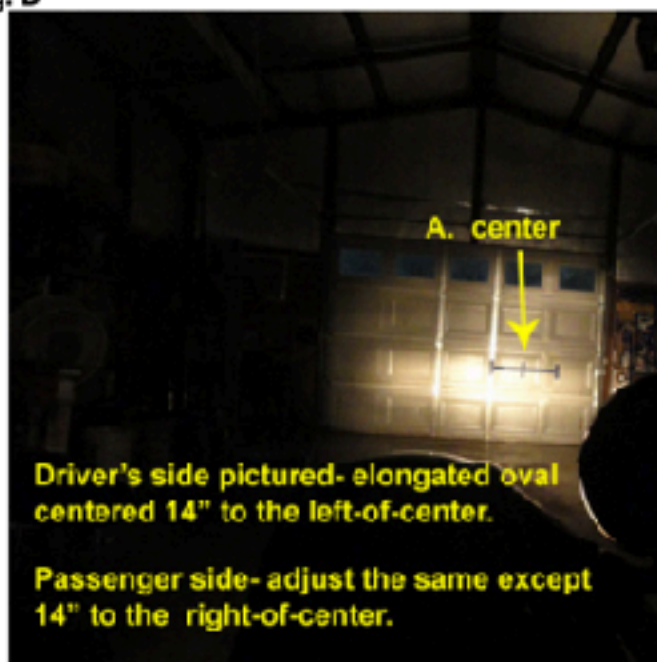 A. center
Driver's side pictured- elongated oval
centered 14" to the left-of-center.
Passenger side- adjust the same except
14" to the right-of-center.